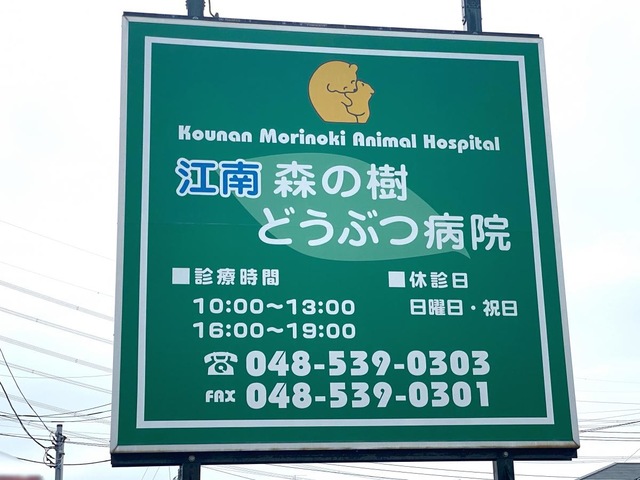 Kounan Morinoki Animal Hospital
江南 森の樹
どうぶつ病院
■診療時間
10:00〜13:00
16:00〜19:00
■休診日
日曜日・祝日
☎048-539-0303
FAX 048-539-0301